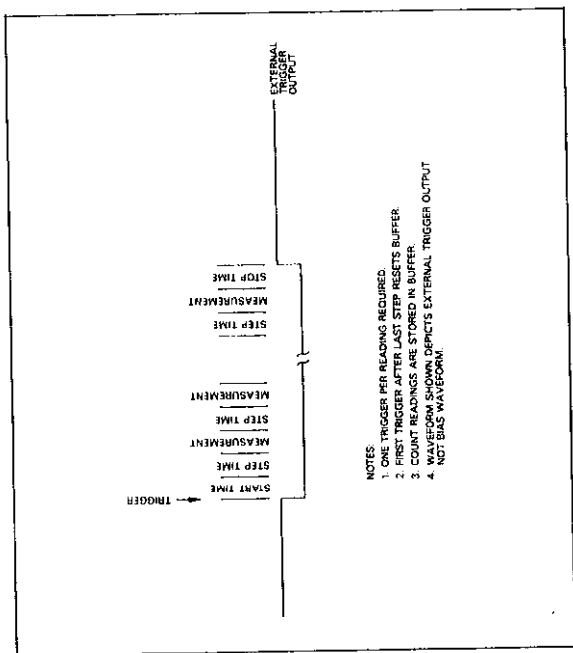 TRIGGER
START TIME
STEP TIME
MEASUREMENT
STEP TIME
MEASUREMENT
STEP TIME
MEASUREMENT
STOP TIME
EXTERNAL
TRIGGER
OUTPUT
NOTES:
1. ONE TRIGGER PER READING REQUIRED.
2. FIRST TRIGGER AFTER LAST STEP RESETS BUFFER.
3. COUNT READINGS ARE STORED IN BUFFER.
4. WAVEFORM SHOWN DEPICTS EXTERNAL TRIGGER OUTPUT
NOT BIAS WAVEFORM.